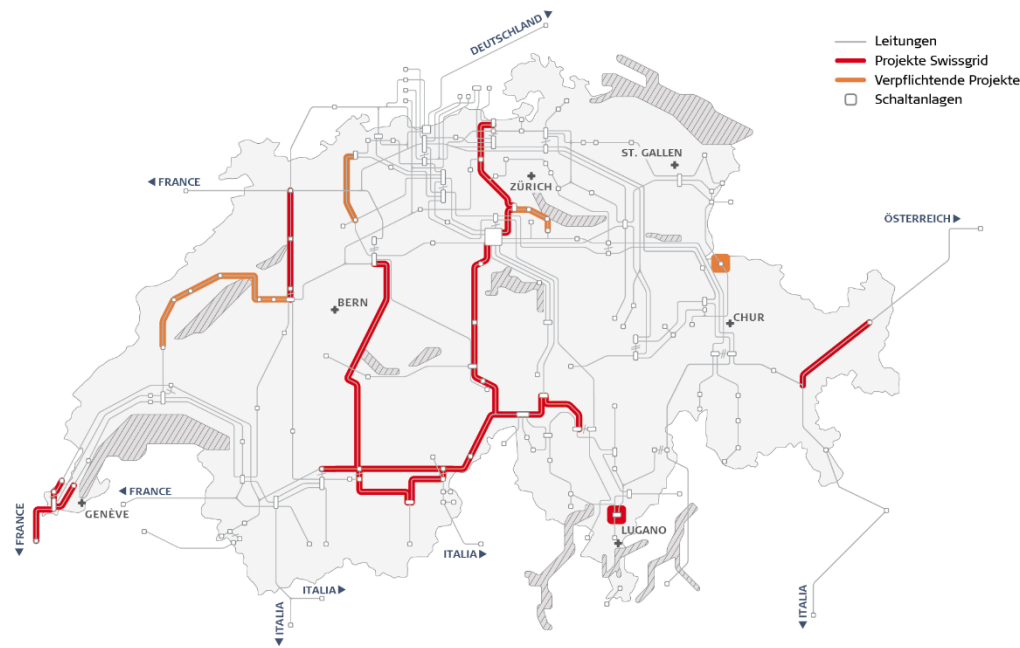 DEUTSCHLAND
Leitungen
Projekte Swissgrid
Verpflichtende Projekte
Schaltanlagen
ST. GALLEN
FRANCE
ZÜRICH
ÖSTERREICH
BERN
CHUR
FRANCE
GENÈVE
FRANCE
LUGANO
ITALIA
ITALIA
ITALIA
ITALIA